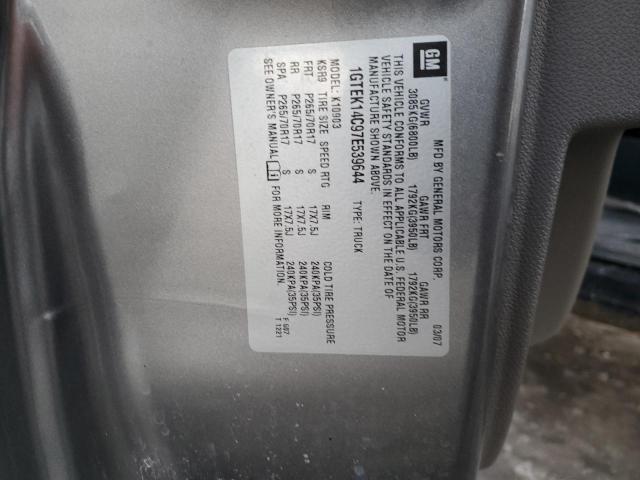 GM
MFD BY GENERAL MOTORS CORP. 03/07
GVWR GAWR FRT GAWR RR
3085KG(6800LB) 1792KG(3950LB) 1792KG(3950LB)
THIS VEHICLE CONFORMS TO ALL APPLICABLE U.S. FEDERAL MOTOR
VEHICLE SAFETY STANDARDS IN EFFECT ON THE DATE OF
MANUFACTURE SHOWN ABOVE.
1GTEK14C97E539644 TYPE: TRUCK
MODEL: K10903
KSR9 TIRE SIZE SPEED RTG RIM COLD TIRE PRESSURE
FRT P265/70R17 S 17X7.5J 240KPA(35PSI)
RR P265/70R17 S 17X7.5J 240KPA(35PSI)
SPA P265/70R17 S 17X7.5J 240KPA(35PSI)
SEE OWNER'S MANUAL FOR MORE INFORMATION.
T 1221